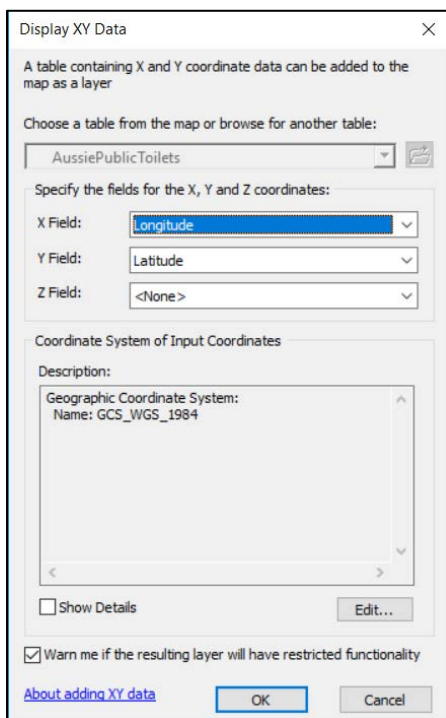 Display XY Data
A table containing X and Y coordinate data can be added to the
map as a layer
Choose a table from the map or browse for another table:
AussiePublicToilets
Specify the fields for the X, Y and Z coordinates:
X Field:
Longitude
Y Field:
Latitude
Z Field:
<None>
Coordinate System of Input Coordinates
Description:
Geographic Coordinate System:
Name: GCS_WGS_1984
Show Details
Edit...
Warn me if the resulting layer will have restricted functionality
About adding XY data
OK
Cancel